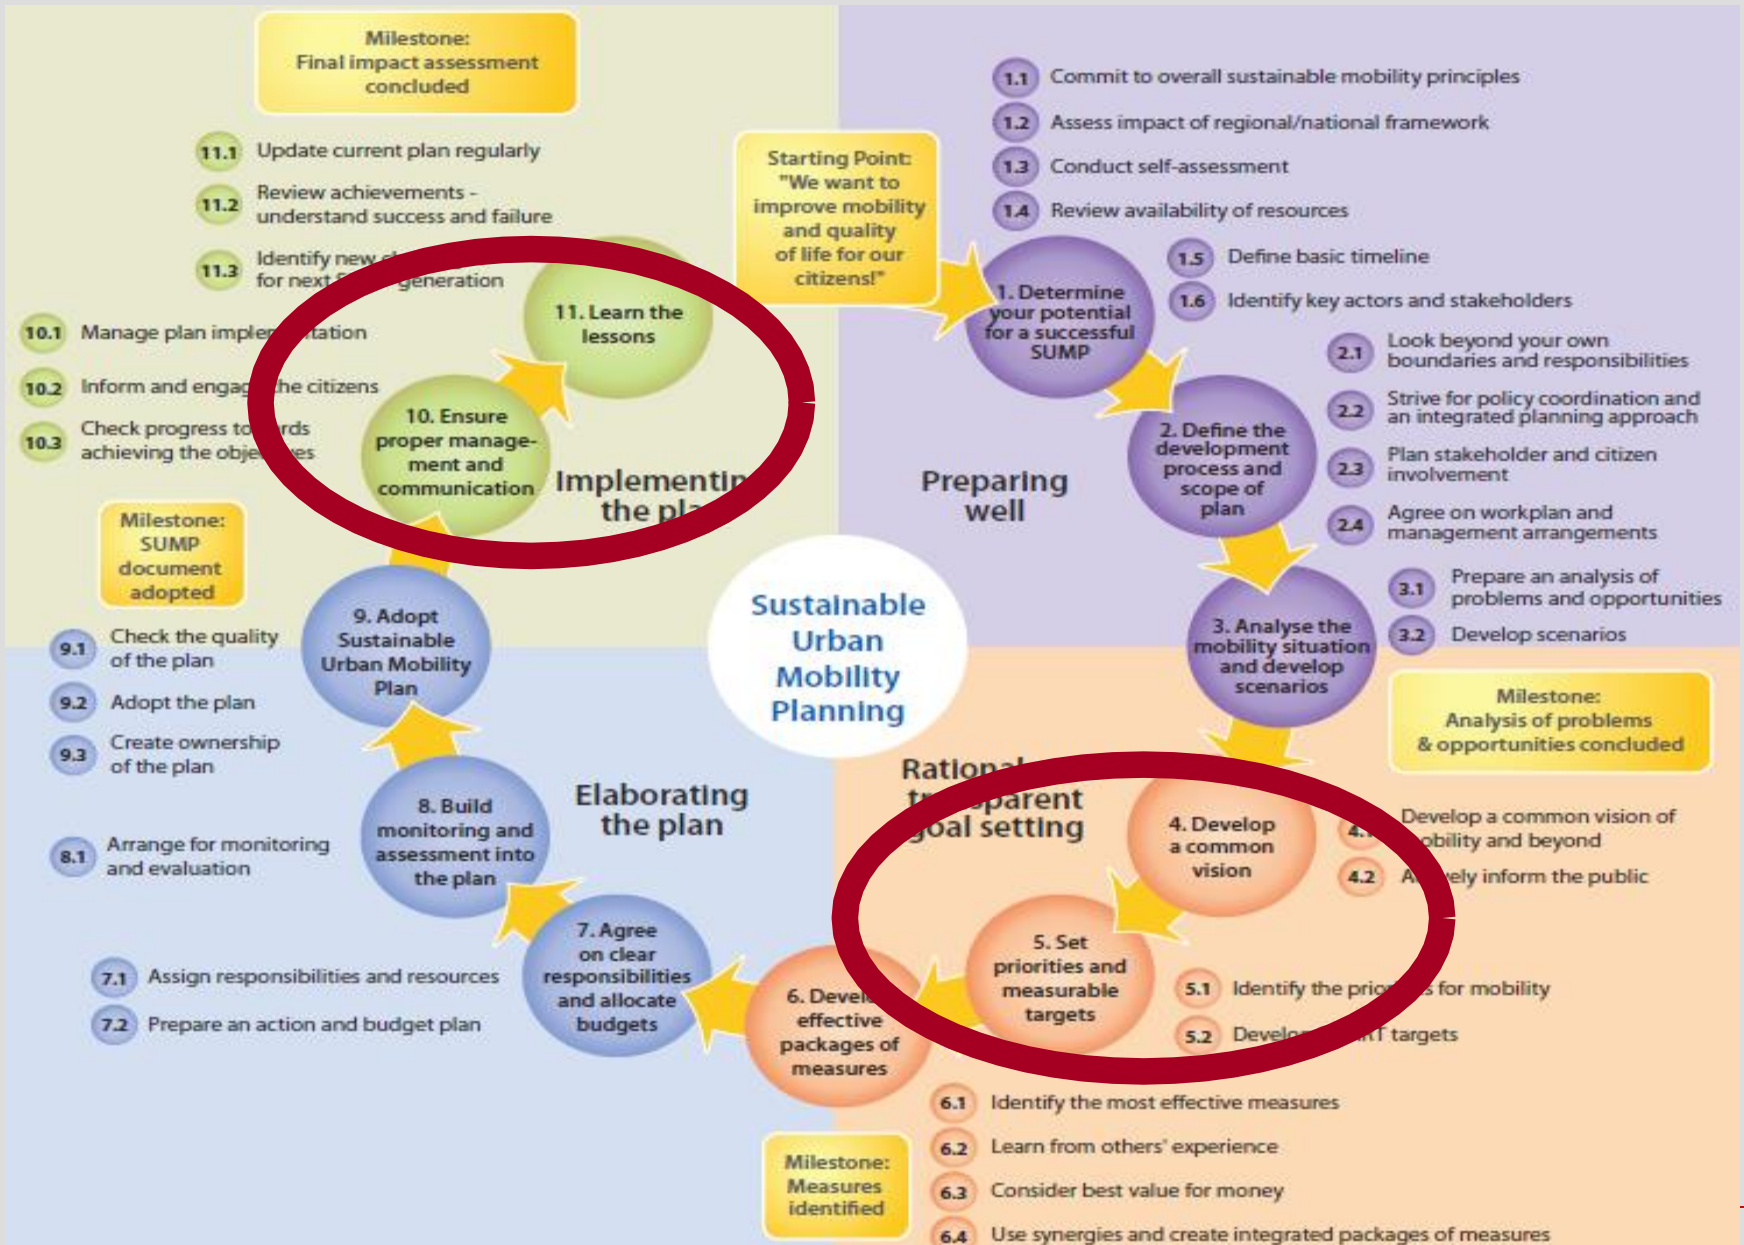 Milestone:
Final impact assessment
concluded
11.1 Update current plan regularly
11.2 Review achievements -
understand success and failure
11.3 Identify new
for next generation
10.1 Manage plan
10.2 Inform and the citizens
10.3 Check progress
achieving the
11. Learn the
lessons
10. Ensure
proper manage-
ment and
communication
Implementin
the
Milestone:
SUMP
document
adopted
Starting Point:
"We want to
improve mobility
and quality
of life for our
citizens!"
1.1 Commit to overall sustainable mobility principles
1.2 Assess impact of regional/national framework
1.3 Conduct self-assessment
1.4 Review availability of resources
1.5 Define basic timeline
1.6 Identify key actors and stakeholders
1. Determine
your potential
for a successful
SUMP
2.1 Look beyond your own
boundaries and responsibilities
2.2 Strive for policy coordination and
an integrated planning approach
2.3 Plan stakeholder and citizen
involvement
2.4 Agree on workplan and
management arrangements
2. Define the
development
process and
scope of
plan
Preparing
well
3.1 Prepare an analysis of
problems and opportunities
3.2 Develop scenarios
3. Analyse the
mobility situation
and develop
scenarios
Sustainable
Urban
Mobility
Planning
Milestone:
Analysis of problems
& opportunities concluded
Rational
transparent
goal setting
4. Develop
a common
vision
Develop a common vision of
mobility and beyond
4.2 Actively inform the public
5. Set
priorities and
measurable
targets
5.1 Identify the priorities for mobility
5.2 Develop targets
6. Develop
effective
packages of
measures
6.1 Identify the most effective measures
6.2 Learn from others' experience
6.3 Consider best value for money
6.4 Use synergies and create integrated packages of measures
Milestone:
Measures
identified
Elaborating
the plan
7. Agree
on clear
responsibilities
and allocate
budgets
7.1 Assign responsibilities and resources
7.2 Prepare an action and budget plan
8. Build
monitoring and
assessment into
the plan
8.1 Arrange for monitoring
and evaluation
9. Adopt
Sustainable
Urban Mobility
Plan
9.1 Check the quality
of the plan
9.2 Adopt the plan
9.3 Create ownership
of the plan